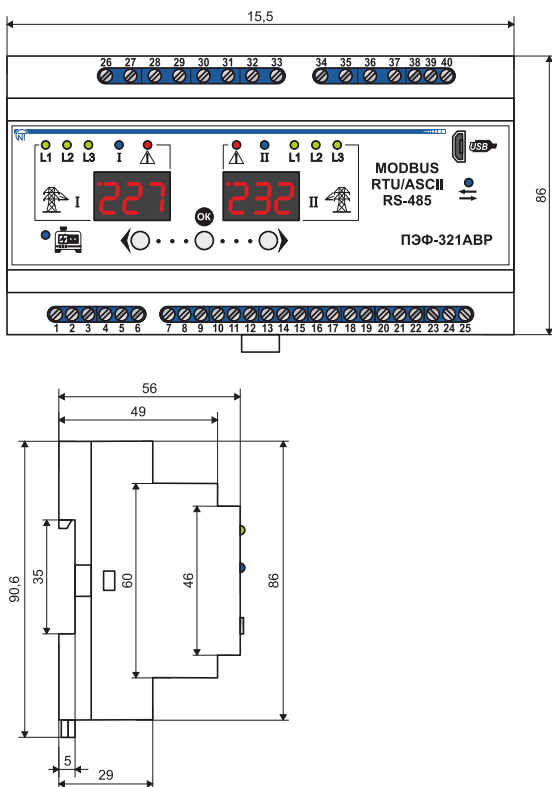 15,5
26 27 28 29 30 31 32 33 34 35 36 37 38 39 40
L1 L2 L3 I II L1 L2 L3
USB
I 227 232 II
MODBUS
RTU/ASCII
RS-485
OK
ПЭФ-321АВР
86
1 2 3 4 5 6 7 8 9 10 11 12 13 14 15 16 17 18 19 20 21 22 23 24 25
56
49
90,6
35
60
46
86
5
29